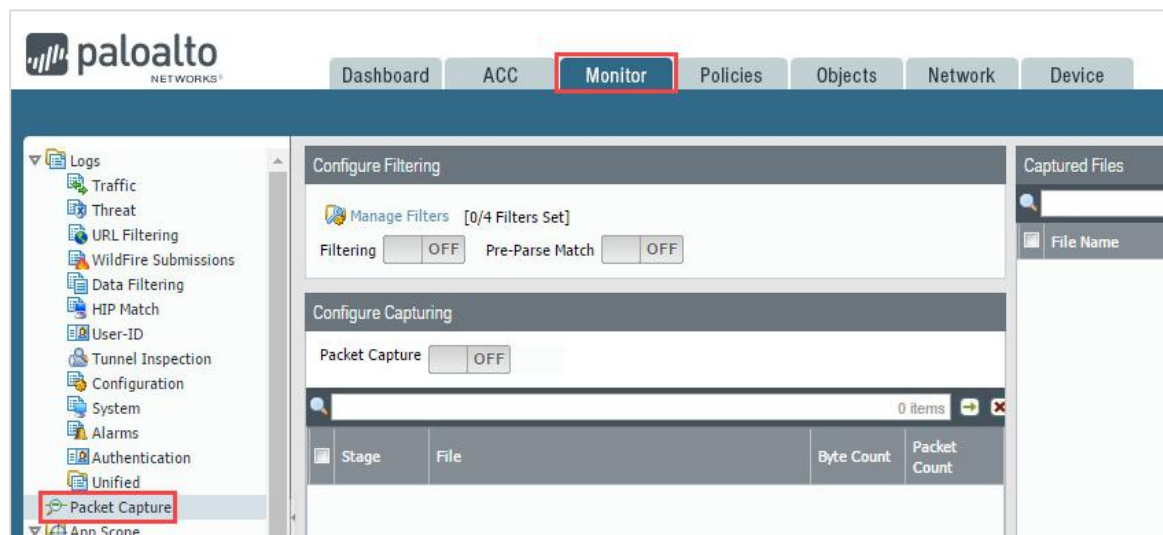 paloalto
NETWORKS®
Dashboard ACC Monitor Policies Objects Network Device
Logs
Traffic
Threat
URL Filtering
WildFire Submissions
Data Filtering
HIP Match
User-ID
Tunnel Inspection
Configuration
System
Alarms
Authentication
Unified
Packet Capture
App Scope
Configure Filtering
Manage Filters [0/4 Filters Set]
Filtering OFF Pre-Parse Match OFF
Configure Capturing
Packet Capture OFF
0 items
Stage File Byte Count Packet
Count
Captured Files
File Name